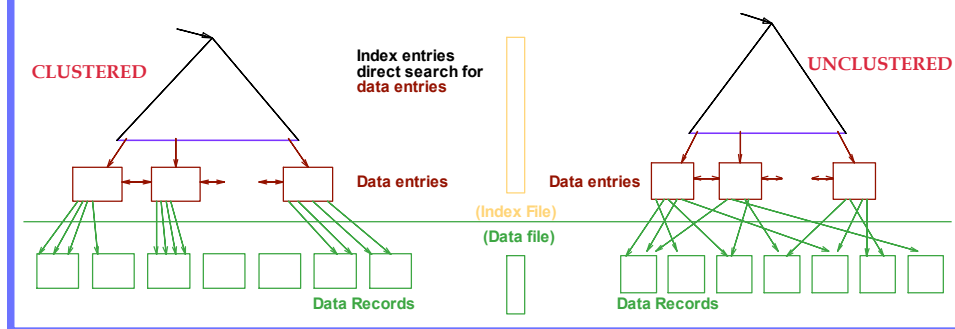 CLUSTERED
Index entries
direct search for
data entries
UNCLUSTERED
Data entries
Data entries
(Index File)
(Data file)
Data Records
Data Records